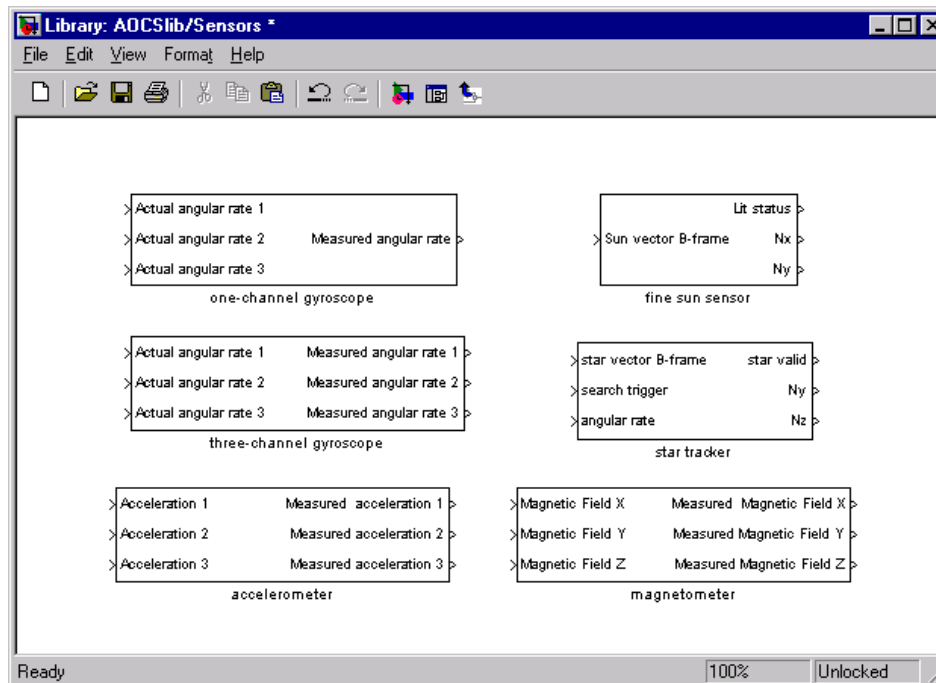 Library: AOCSlib/Sensors *
File Edit View Format Help
Actual angular rate 1
Actual angular rate 2 Measured angular rate
Actual angular rate 3
one-channel gyroscope
Lit status
Sun vector B-frame Nx
Ny
fine sun sensor
Actual angular rate 1 Measured angular rate 1
Actual angular rate 2 Measured angular rate 2
Actual angular rate 3 Measured angular rate 3
three-channel gyroscope
star vector B-frame star valid
search trigger Ny
angular rate Nz
star tracker
Acceleration 1 Measured acceleration 1
Acceleration 2 Measured acceleration 2
Acceleration 3 Measured acceleration 3
accelerometer
Magnetic Field X Measured Magnetic Field X
Magnetic Field Y Measured Magnetic Field Y
Magnetic Field Z Measured Magnetic Field Z
magnetometer
Ready 100% Unlocked